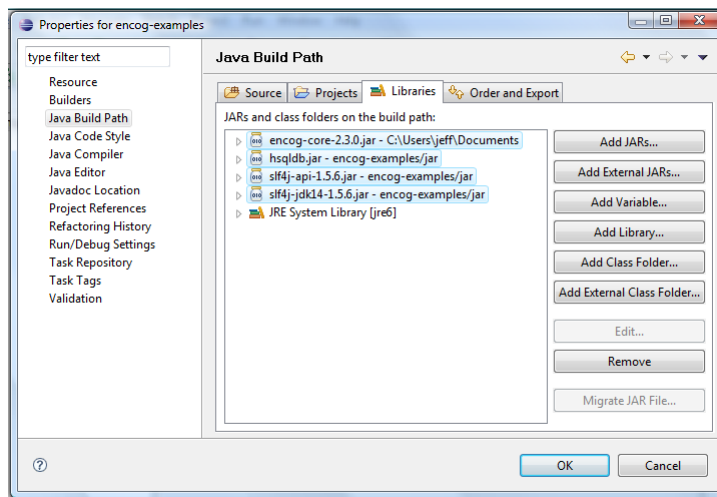 Properties for encog-examples
type filter text
Resource
Builders
Java Build Path
Java Code Style
Java Compiler
Java Editor
Javadoc Location
Project References
Refactoring History
Run/Debug Settings
Task Repository
Task Tags
Validation
Java Build Path
Source Projects Libraries Order and Export
JARs and class folders on the build path:
encog-core-2.3.0.jar - C:\Users\jeff\Documents
hsqldb.jar - encog-examples/jar
slf4j-api-1.5.6.jar - encog-examples/jar
slf4j-jdk14-1.5.6.jar - encog-examples/jar
JRE System Library [jre6]
Add JARs...
Add External JARs...
Add Variable...
Add Library...
Add Class Folder...
Add External Class Folder...
Edit...
Remove
Migrate JAR File...
OK Cancel